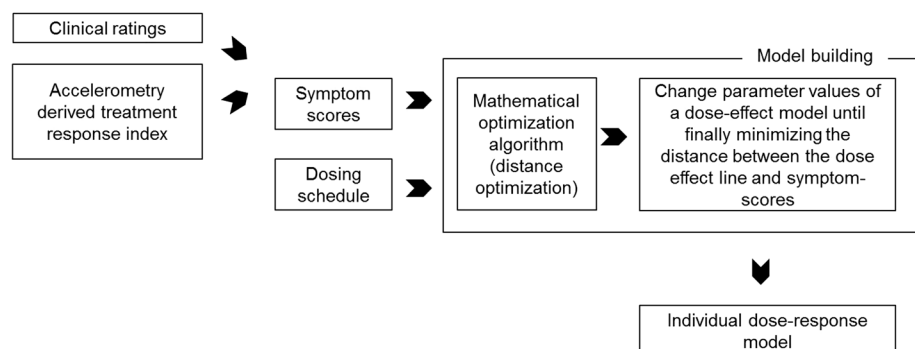 Clinical ratings
Accelerometry
derived treatment
response index
Symptom
scores
Dosing
schedule
Model building
Mathematical
optimization
algorithm
(distance
optimization)
Change parameter values of
a dose-effect model until
finally minimizing the
distance between the dose
effect line and symptom-
scores
Individual dose-response
model